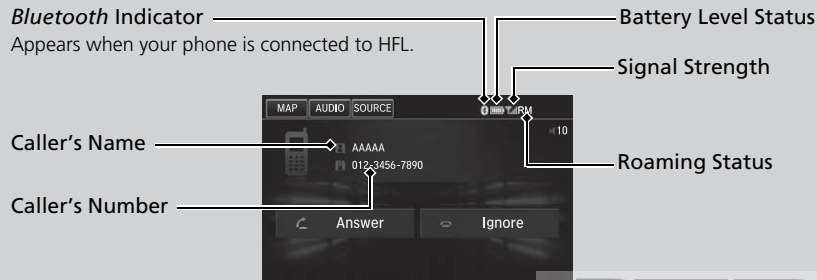 Bluetooth Indicator
Appears when your phone is connected to HFL.
Battery Level Status
Signal Strength
MAP AUDIO SOURCE RM
10
Caller's Name
AAAAA
012-3456-7890
Roaming Status
Caller's Number
Answer Ignore